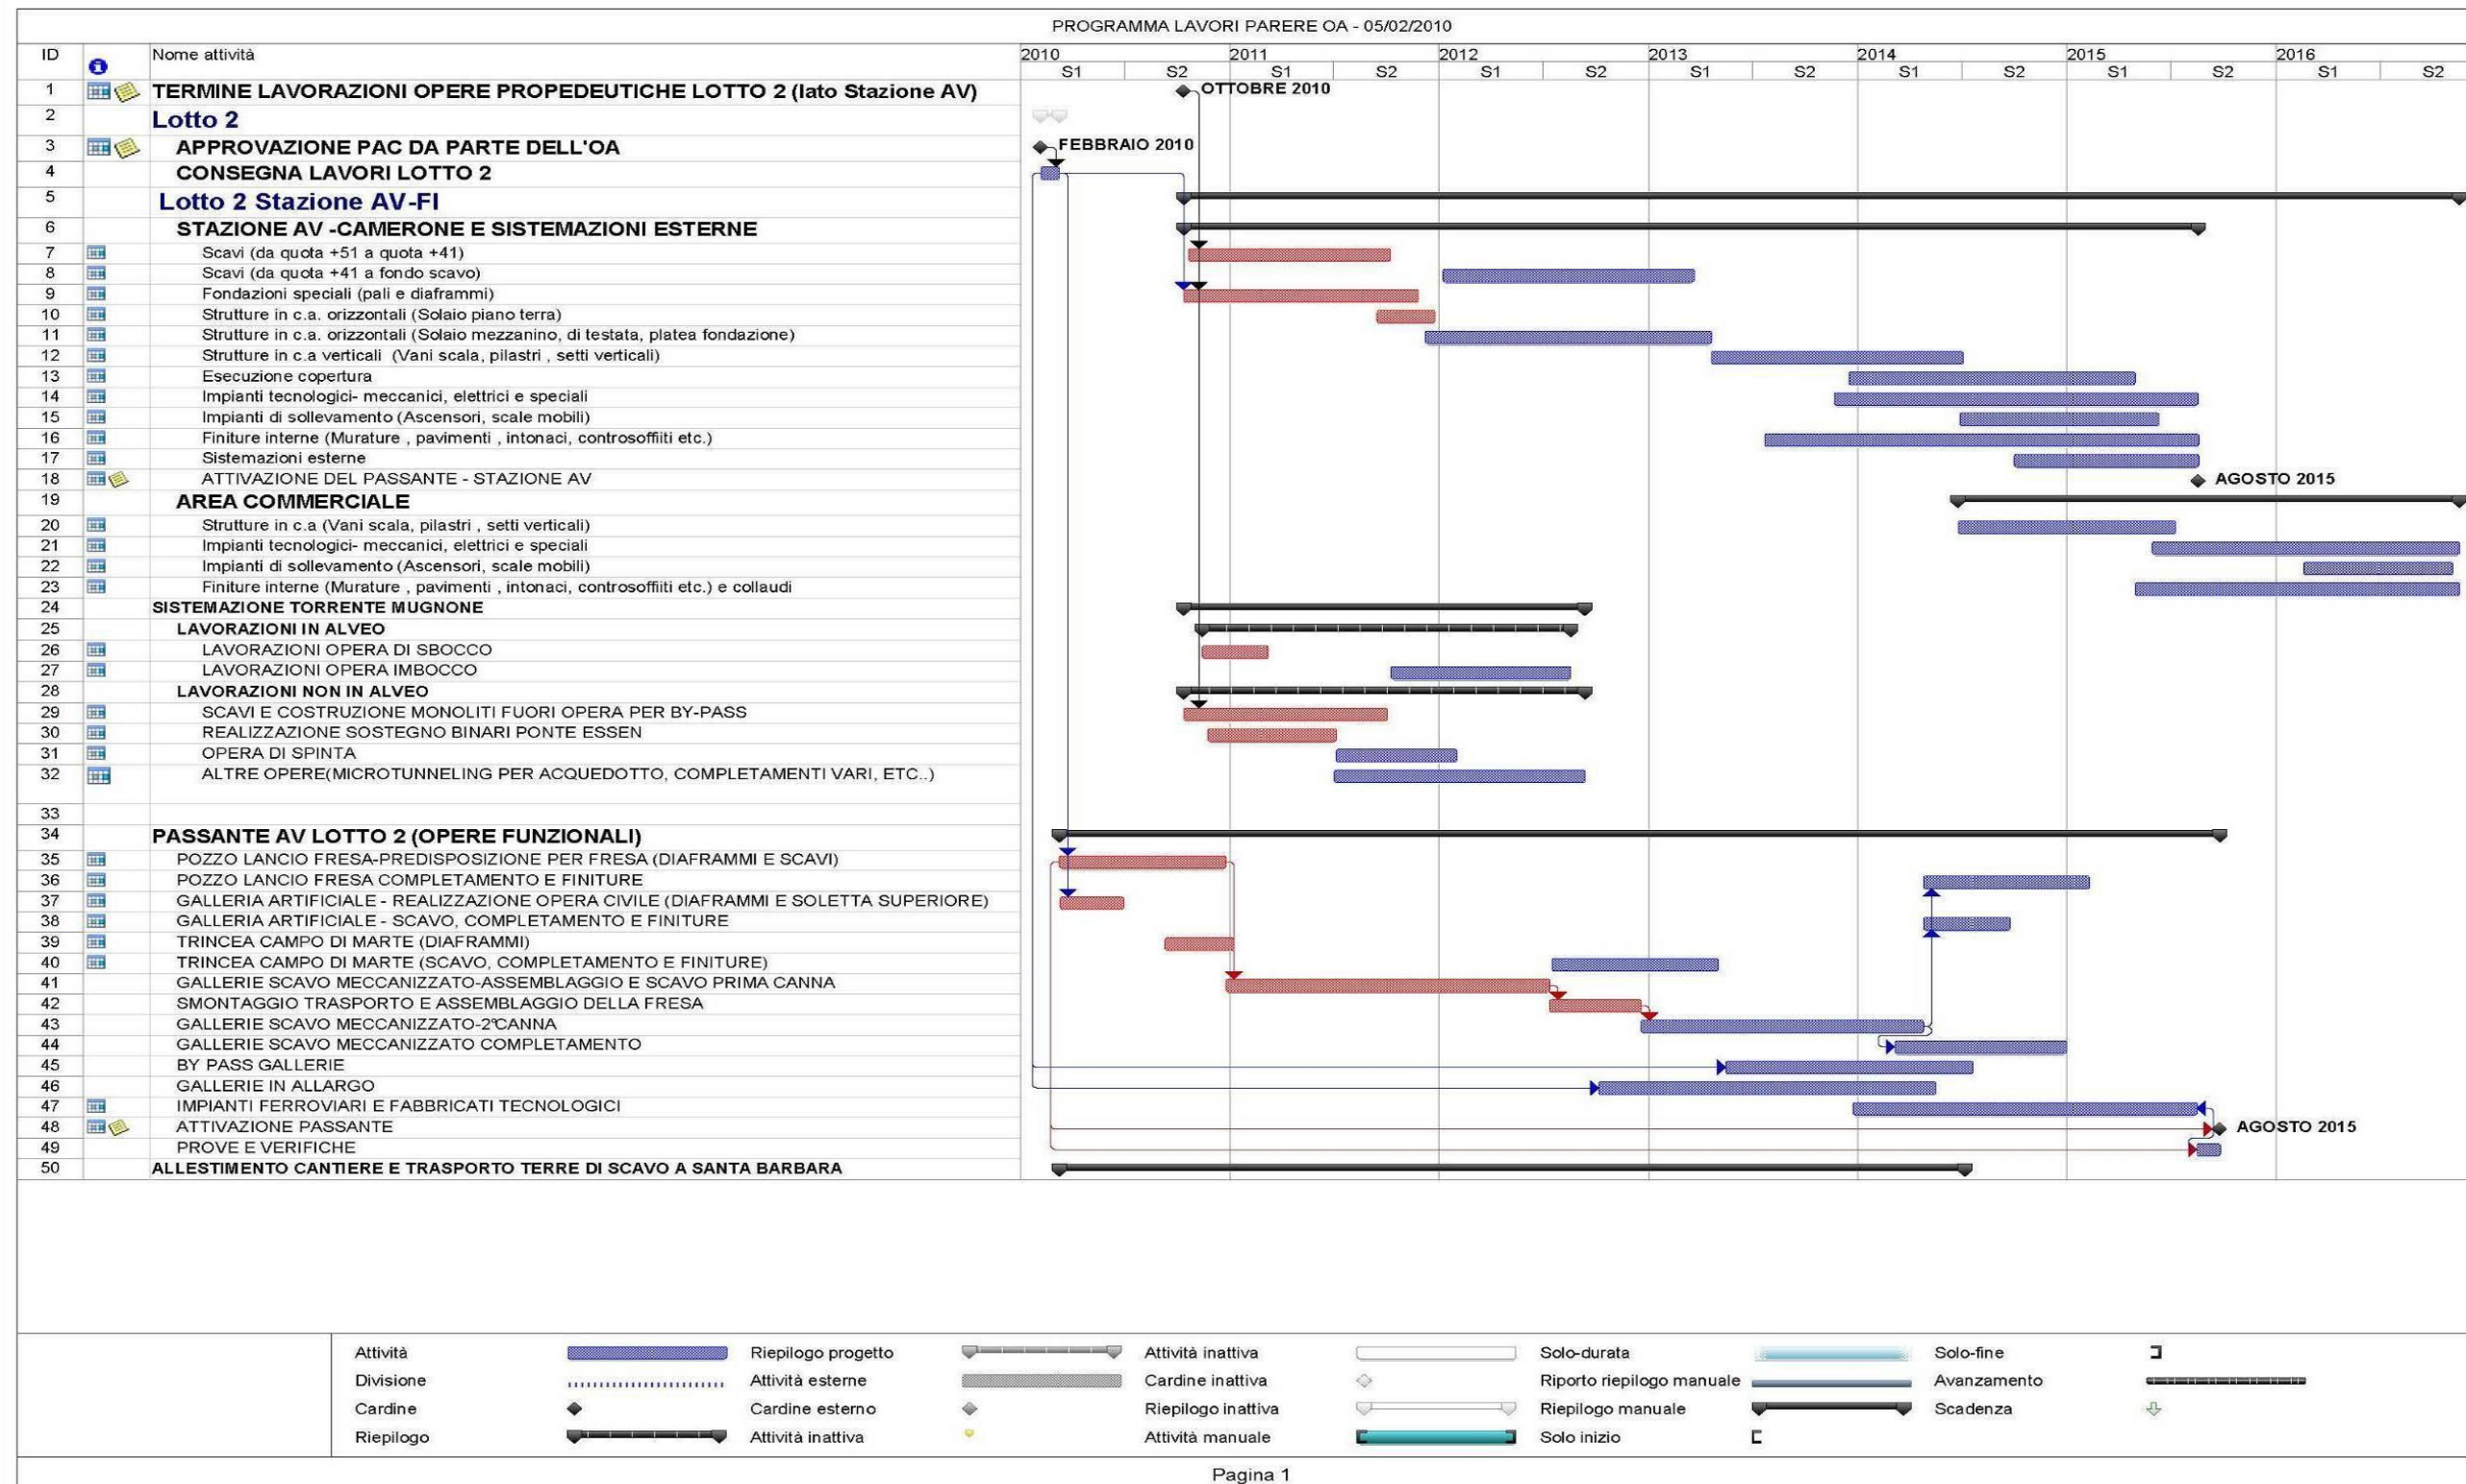 PROGRAMMA LAVORI PARERE OA - 05/02/2010
ID Nome attività 2010 2011 2012 2013 2014 2015 2016
S1 S2 S1 S2 S1 S2 S1 S2 S1 S2 S1 S2 S1 S2
1 TERMINE LAVORAZIONI OPERE PROPEDEUTICHE LOTTO 2 (lato Stazione AV) OTTOBRE 2010
2 Lotto 2
3 APPROVAZIONE PAC DA PARTE DELL'OA FEBBRAIO 2010
4 CONSEGNA LAVORI LOTTO 2
5 Lotto 2 Stazione AV-FI
6 STAZIONE AV -CAMERONE E SISTEMAZIONI ESTERNE
7 Scavi (da quota +51 a quota +41)
8 Scavi (da quota +41 a fondo scavo)
9 Fondazioni speciali (pali e diaframmi)
10 Strutture in c.a. orizzontali (Solaio piano terra)
11 Strutture in c.a. orizzontali (Solaio mezzanino, di testata, platea fondazione)
12 Strutture in c.a verticali (Vani scala, pilastri , setti verticali)
13 Esecuzione copertura
14 Impianti tecnologici- meccanici, elettrici e speciali
15 Impianti di sollevamento (Ascensori, scale mobili)
16 Finiture interne (Murature , pavimenti , intonaci, controsoffiiti etc.)
17 Sistemazioni esterne
18 ATTIVAZIONE DEL PASSANTE - STAZIONE AV AGOSTO 2015
19 AREA COMMERCIALE
20 Strutture in c.a (Vani scala, pilastri , setti verticali)
21 Impianti tecnologici- meccanici, elettrici e speciali
22 Impianti di sollevamento (Ascensori, scale mobili)
23 Finiture interne (Murature , pavimenti , intonaci, controsoffiiti etc.) e collaudi
24 SISTEMAZIONE TORRENTE MUGNONE
25 LAVORAZIONI IN ALVEO
26 LAVORAZIONI OPERA DI SBOCCO
27 LAVORAZIONI OPERA IMBOCCO
28 LAVORAZIONI NON IN ALVEO
29 SCAVI E COSTRUZIONE MONOLITI FUORI OPERA PER BY-PASS
30 REALIZZAZIONE SOSTEGNO BINARI PONTE ESSEN
31 OPERA DI SPINTA
32 ALTRE OPERE(MICROTUNNELING PER ACQUEDOTTO, COMPLETAMENTI VARI, ETC..)
33
34 PASSANTE AV LOTTO 2 (OPERE FUNZIONALI)
35 POZZO LANCIO FRESA-PREDISPOSIZIONE PER FRESA (DIAFRAMMI E SCAVI)
36 POZZO LANCIO FRESA COMPLETAMENTO E FINITURE
37 GALLERIA ARTIFICIALE - REALIZZAZIONE OPERA CIVILE (DIAFRAMMI E SOLETTA SUPERIORE)
38 GALLERIA ARTIFICIALE - SCAVO, COMPLETAMENTO E FINITURE
39 TRINCEA CAMPO DI MARTE (DIAFRAMMI)
40 TRINCEA CAMPO DI MARTE (SCAVO, COMPLETAMENTO E FINITURE)
41 GALLERIE SCAVO MECCANIZZATO-ASSEMBLAGGIO E SCAVO PRIMA CANNA
42 SMONTAGGIO TRASPORTO E ASSEMBLAGGIO DELLA FRESA
43 GALLERIE SCAVO MECCANIZZATO-2°CANNA
44 GALLERIE SCAVO MECCANIZZATO COMPLETAMENTO
45 BY PASS GALLERIE
46 GALLERIE IN ALLARGO
47 IMPIANTI FERROVIARI E FABBRICATI TECNOLOGICI
48 ATTIVAZIONE PASSANTE AGOSTO 2015
49 PROVE E VERIFICHE
50 ALLESTIMENTO CANTIERE E TRASPORTO TERRE DI SCAVO A SANTA BARBARA
Attività Riepilogo progetto Attività inattiva Solo-durata Solo-fine
Divisione Attività esterne Cardine inattiva Riporto riepilogo manuale Avanzamento
Cardine Cardine esterno Riepilogo inattiva Riepilogo manuale Scadenza
Riepilogo Attività inattiva Attività manuale Solo inizio
Pagina 1